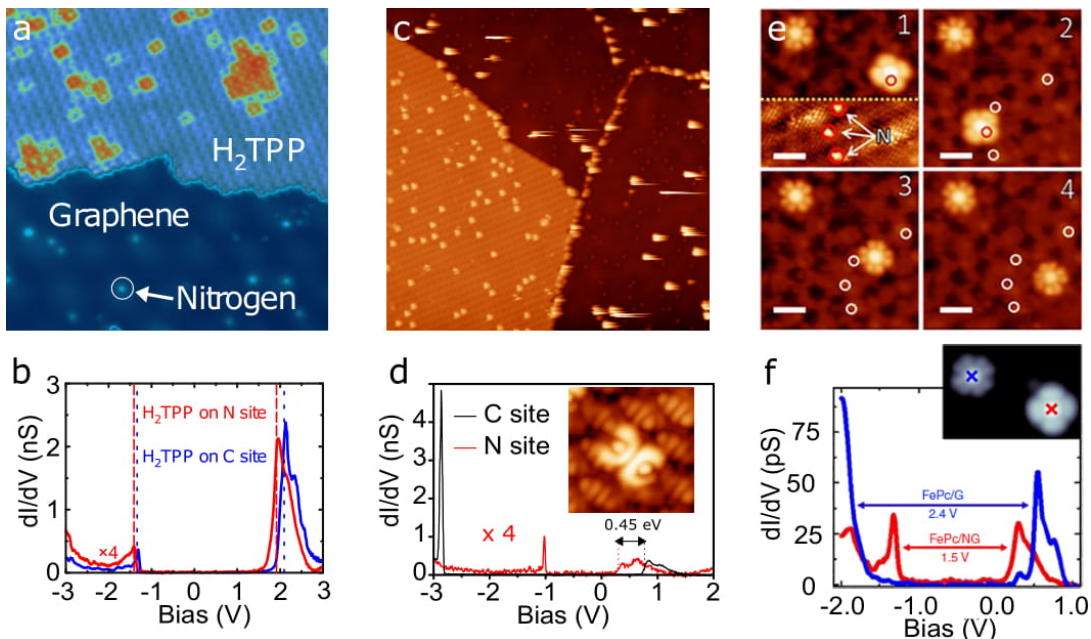 a
H₂TPP
Graphene
Nitrogen
c
e
1
2
N
3
4
b
dI/dV (nS)
3
2
1
0
H₂TPP on N site
H₂TPP on C site
×4
-3 -2 -1 0 1 2 3
Bias (V)
d
dI/dV (nS)
4
3
2
1
0
C site
N site
x 4
0.45 eV
-3 -2 -1 0 1 2
Bias (V)
f
dI/dV (pS)
75
50
25
0
FePc/G
2.4 V
FePc/NG
1.5 V
-2.0 -1.0 0.0 1.0
Bias (V)